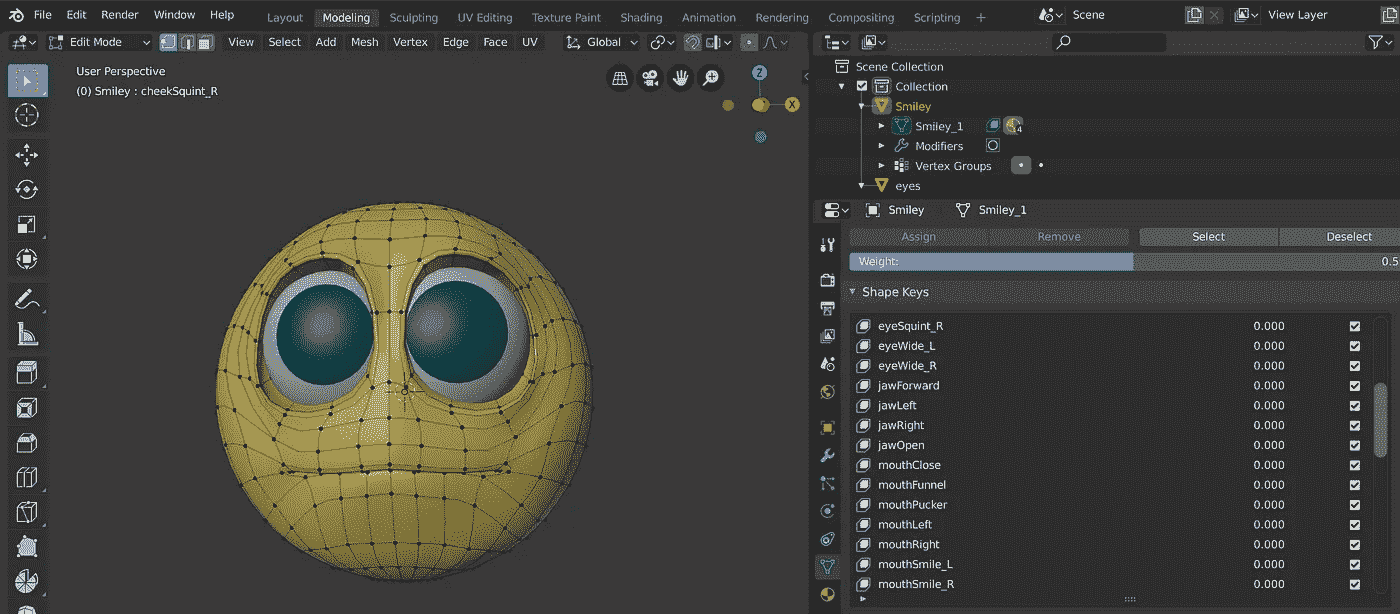 File Edit Render Window Help Layout Modeling Sculpting UV Editing Texture Paint Shading Animation Rendering Compositing Scripting + Scene View Layer
Edit Mode View Select Add Mesh Vertex Edge Face UV Global
User Perspective
(0) Smiley : cheekSquint_R
Z
X
Scene Collection
Collection
Smiley
Smiley_1 4
Modifiers
Vertex Groups
eyes
Smiley Smiley_1
Assign Remove Select Deselect
Weight: 0.5
Shape Keys
eyeSquint_R 0.000
eyeWide_L 0.000
eyeWide_R 0.000
jawForward 0.000
jawLeft 0.000
jawRight 0.000
jawOpen 0.000
mouthClose 0.000
mouthFunnel 0.000
mouthPucker 0.000
mouthLeft 0.000
mouthRight 0.000
mouthSmile_L 0.000
mouthSmile_R 0.000